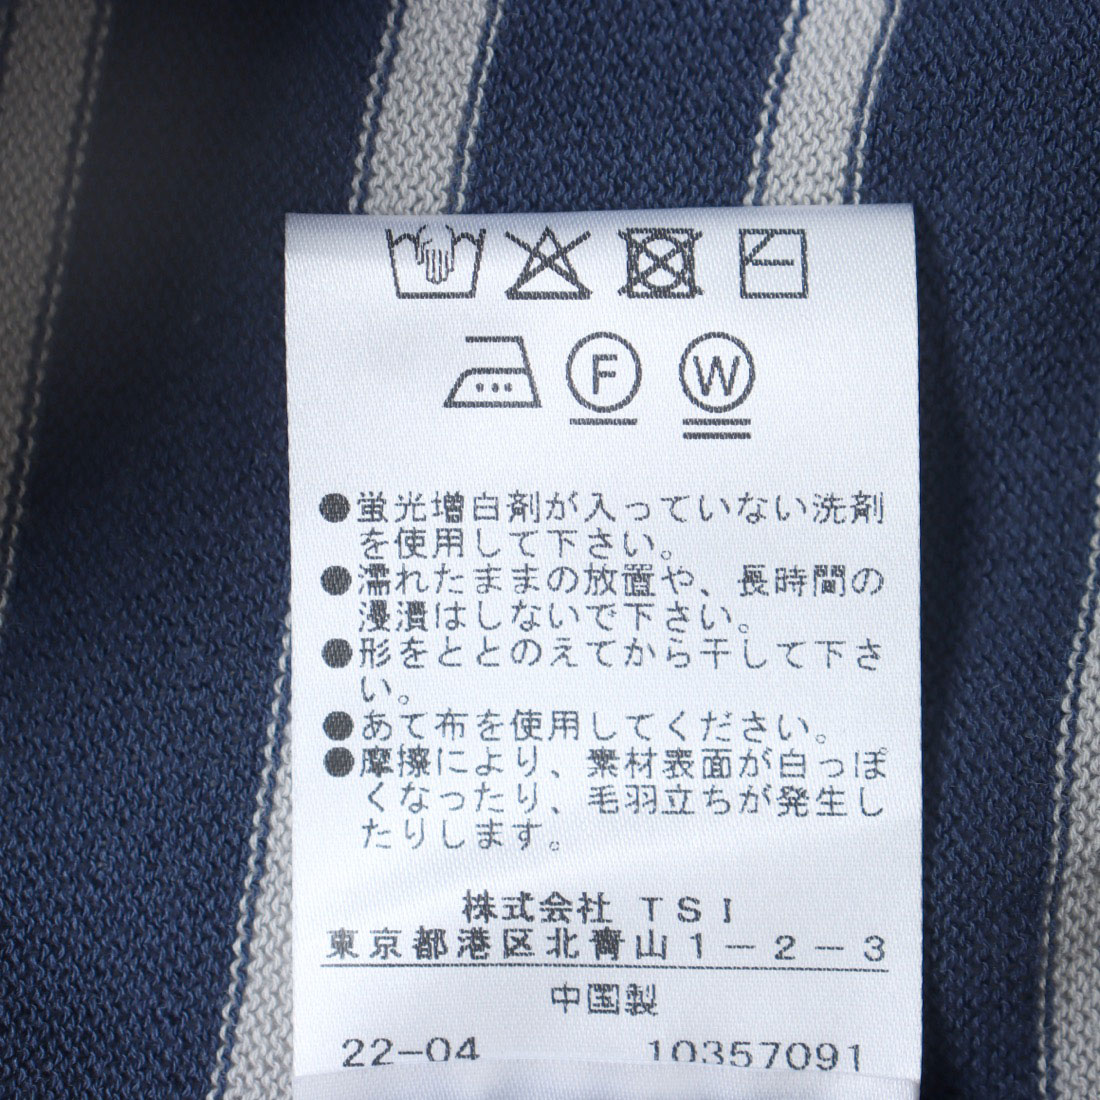 F W
●蛍光増白剤が入っていない洗剤
を使用して下さい。
●濡れたままの放置や、長時間の
浸漬はしないで下さい。
●形をととのえてから干して下さ
い。
●あて布を使用してください。
●摩擦により、素材表面が白っぽ
くなったり、毛羽立ちが発生し
たりします。
株式会社 TSI
東京都港区北青山1-2-3
中国製
22-04 10357091